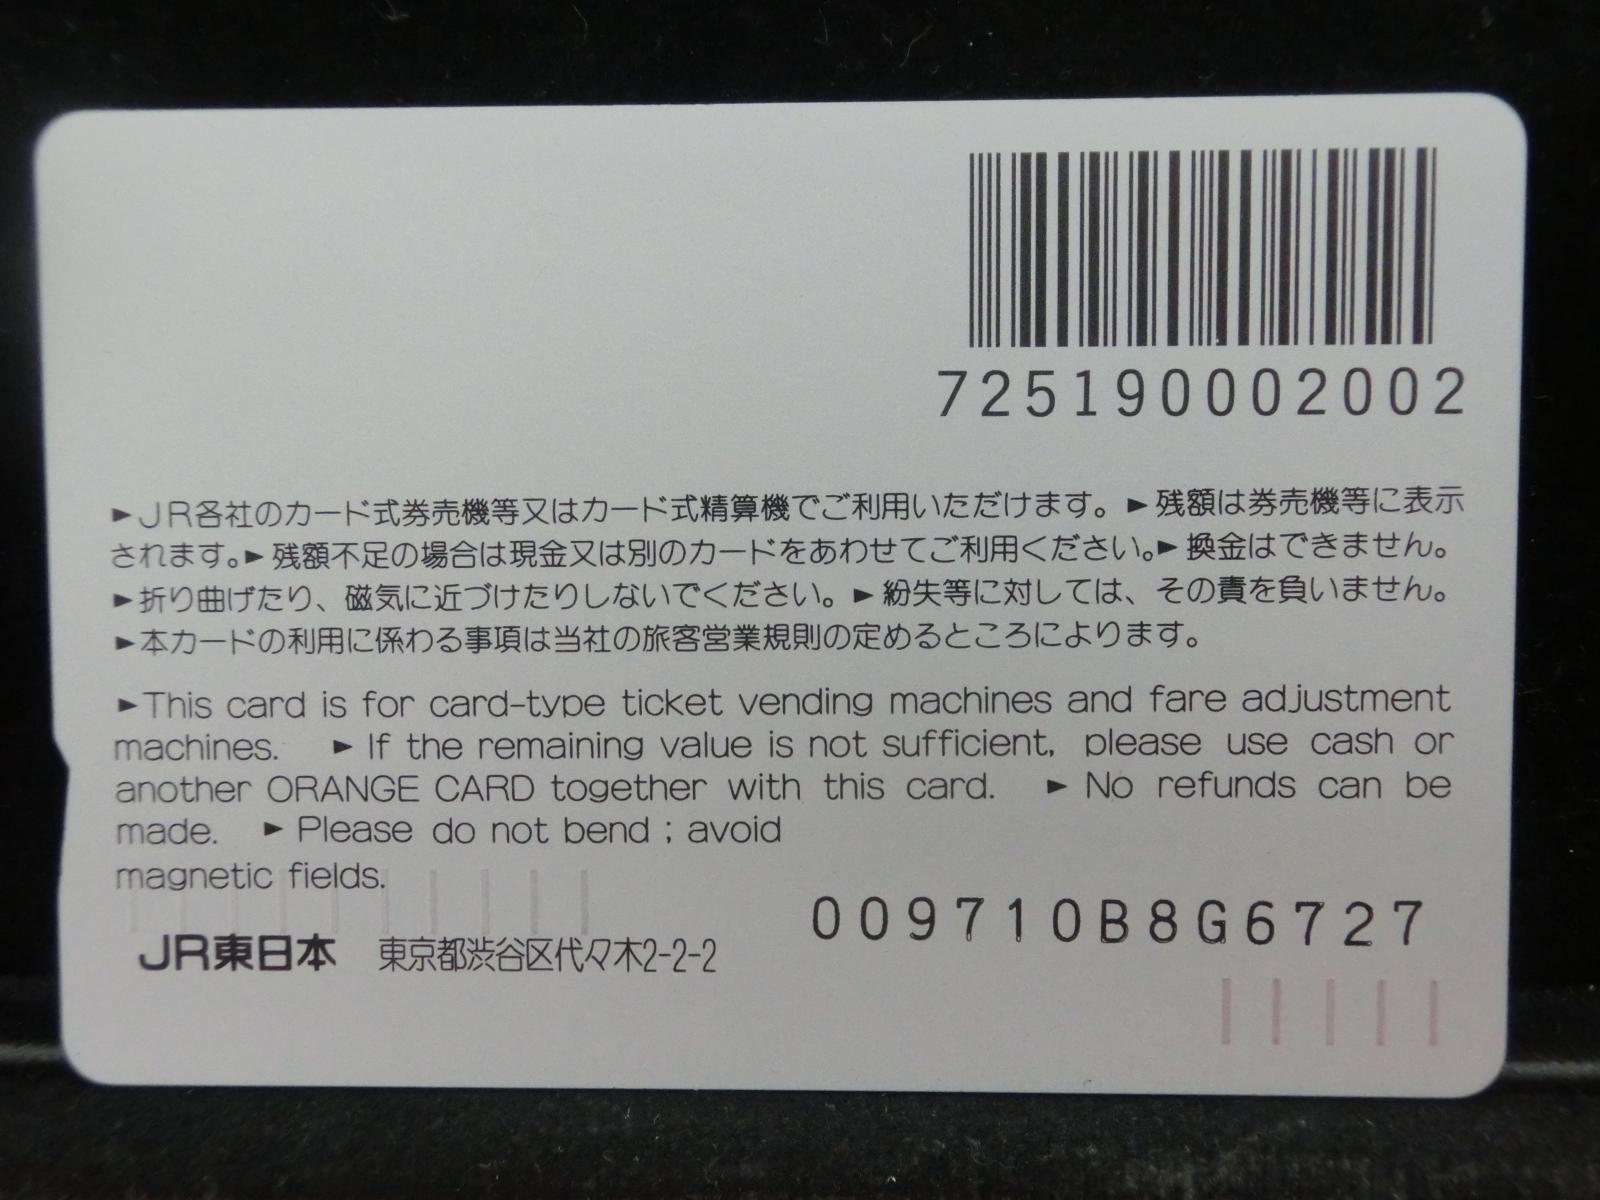 725190002002
►JR各社のカード式券売機等又はカード式精算機でご利用いただけます。►残額は券売機等に表示
されます。►残額不足の場合は現金又は別のカードをあわせてご利用ください。►換金はできません。
►折り曲げたり、磁気に近づけたりしないでください。►紛失等に対しては、その責を負いません。
►本カードの利用に係わる事項は当社の旅客営業規則の定めるところによります。
►This card is for card-type ticket vending machines and fare adjustment
machines. ►If the remaining value is not sufficient, please use cash or
another ORANGE CARD together with this card. ►No refunds can be
made. ►Please do not bend ; avoid
magnetic fields.
009710B8G6727
JR東日本 東京都渋谷区代々木2-2-2